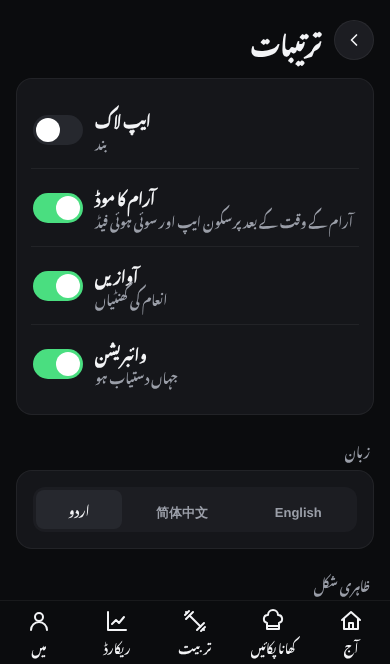 ترتیبات
ایپ لاک
بند
آرام کا موڈ
آرام کے وقت کے بعد پرسکون ایپ اور سوئی ہوئی فیڈ
آوازیں
انعام کی گھنٹیاں
وائبریشن
جہاں دستیاب ہو
زبان
English
简体中文
اردو
ظاہری شکل
آج
کھانا پکائیں
تربیت
ریکارڈ
میں